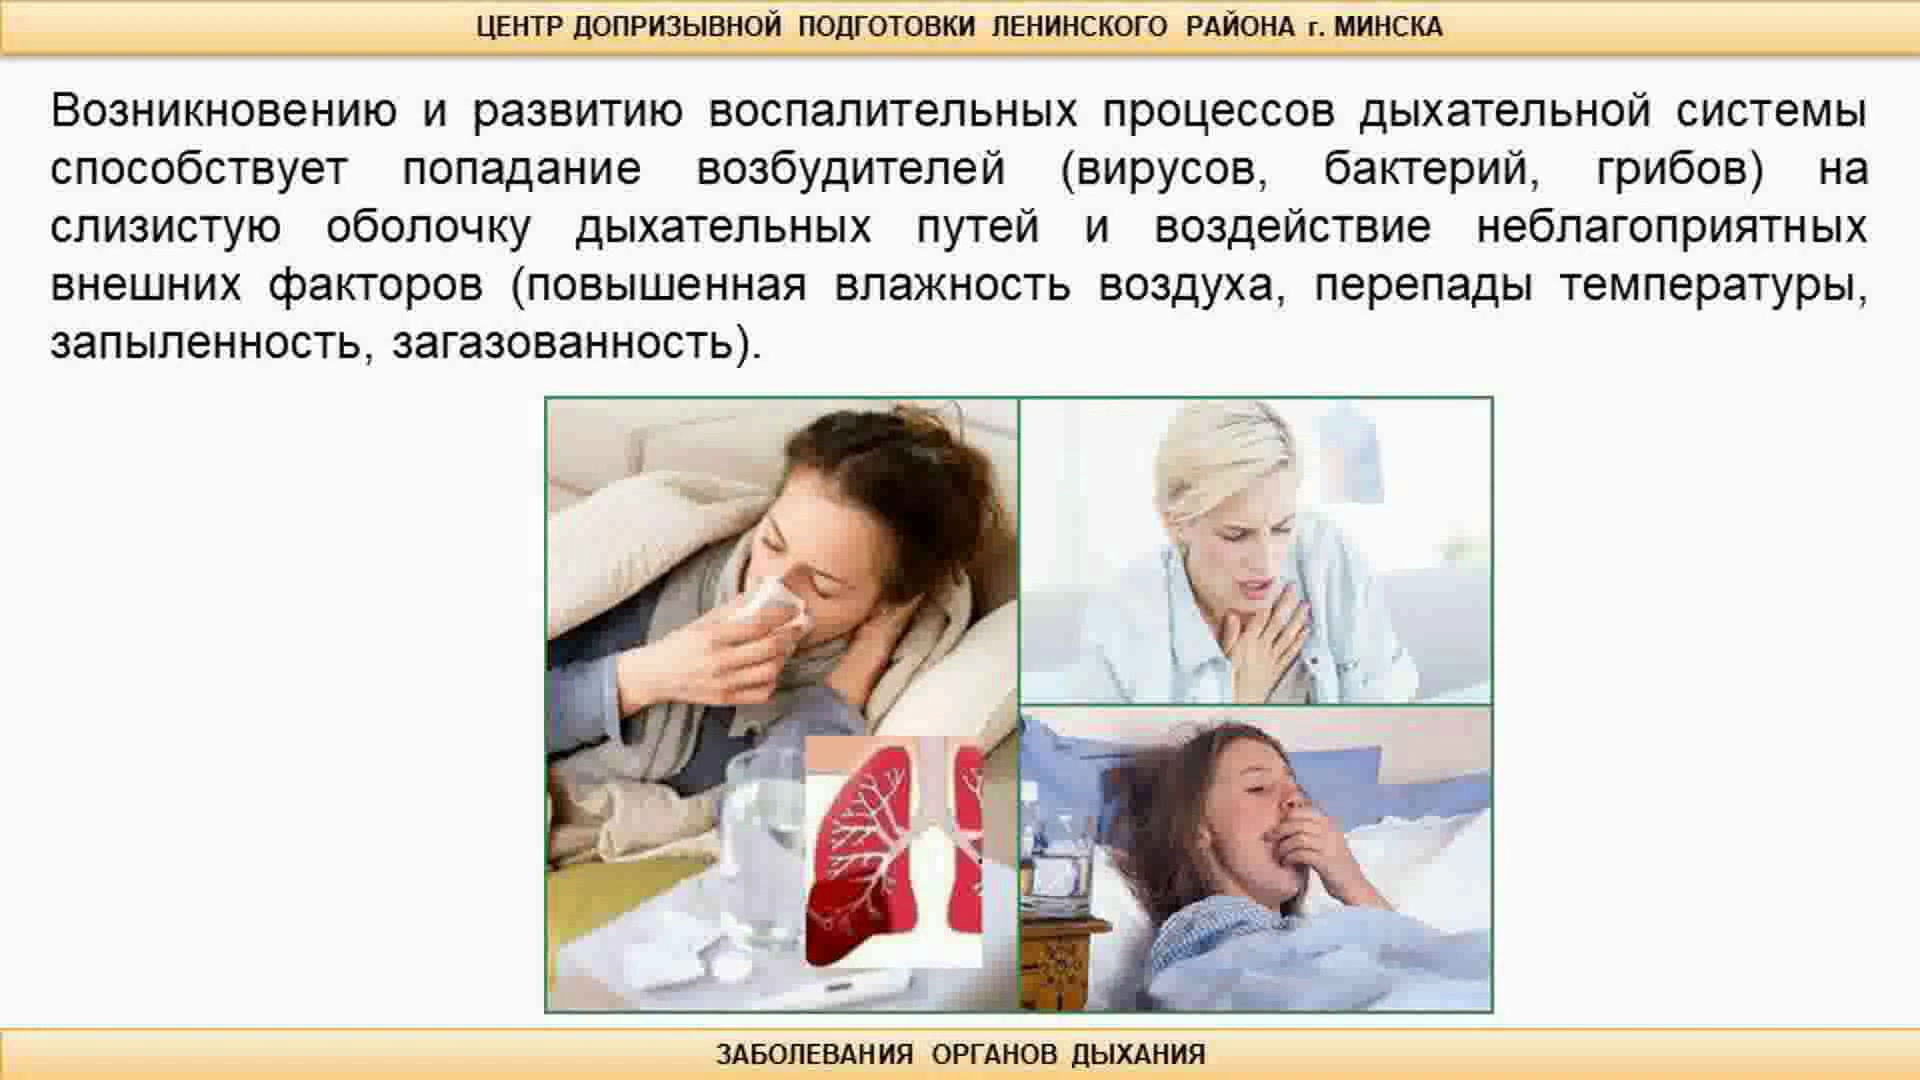 ЦЕНТР ДОПРИЗЫВНОЙ ПОДГОТОВКИ ЛЕНИНСКОГО РАЙОНА г. МИНСКА
Возникновению и развитию воспалительных процессов дыхательной системы
способствует попадание возбудителей (вирусов, бактерий, грибов) на
слизистую оболочку дыхательных путей и воздействие неблагоприятных
внешних факторов (повышенная влажность воздуха, перепады температуры,
запыленность, загазованность).
ЗАБОЛЕВАНИЯ ОРГАНОВ ДЫХАНИЯ